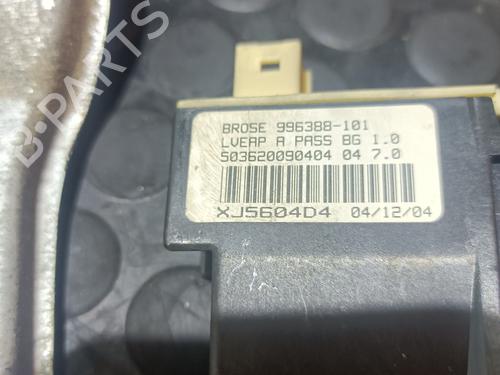 B-PARTS
BROSE 996388-101
LVEAP A PASS BG 1.0
503620090404 04 7.0
XJ5604D4 04/12/04